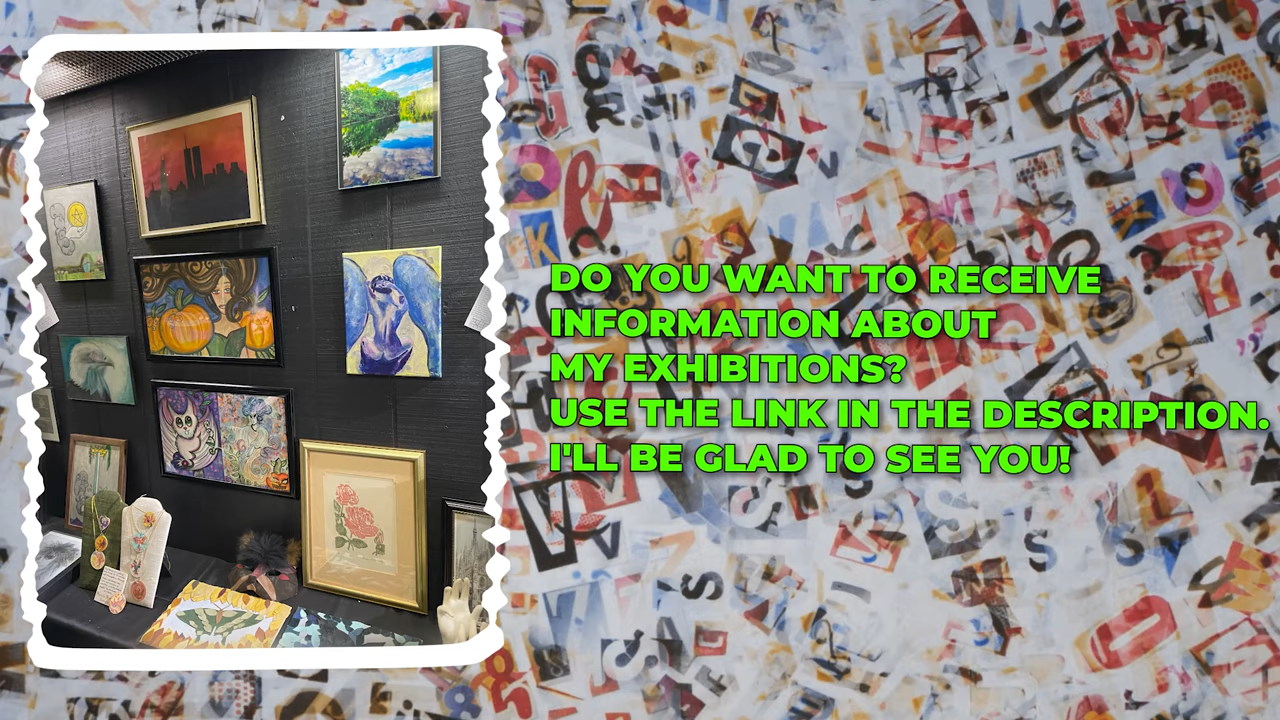 DO YOU WANT TO RECEIVE
INFORMATION ABOUT
MY EXHIBITIONS?
USE THE LINK IN THE DESCRIPTION.
I'LL BE GLAD TO SEE YOU!